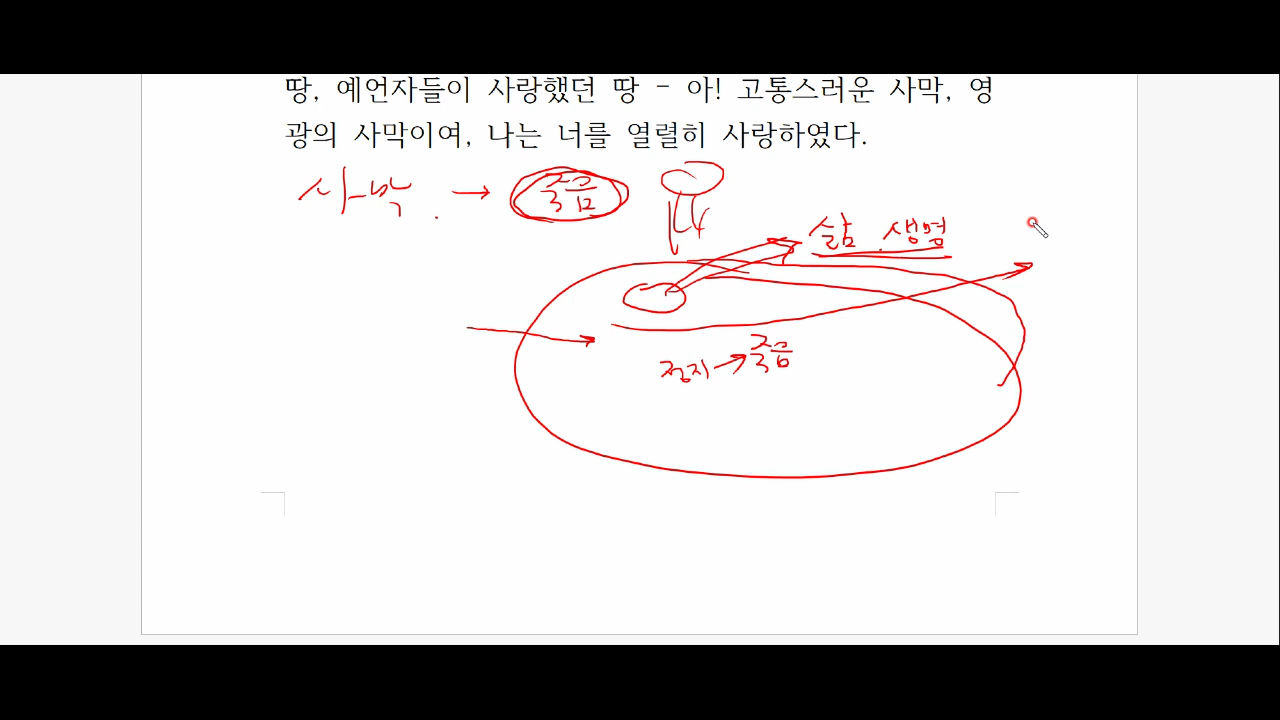 땅, 예언자들이 사랑했던 땅 - 아! 고통스러운 사막, 영
광의 사막이여, 나는 너를 열렬히 사랑하였다.
사막 → 죽음
삶 생명
정지 → 죽음